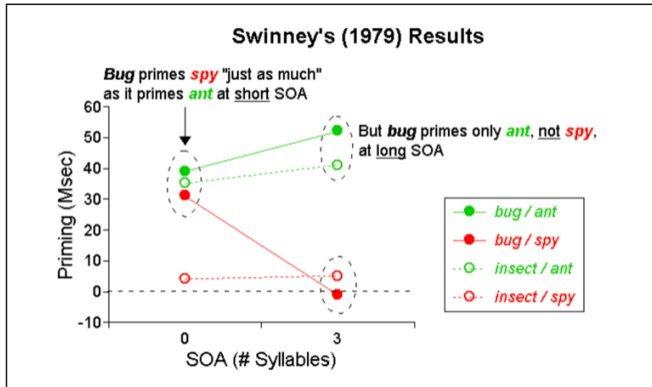 Swinney's (1979) Results
Bug primes spy "just as much"
as it primes ant at short SOA
But bug primes only ant, not spy,
at long SOA
Priming (Msec)
60
50
40
30
20
10
0
-10
0
3
SOA (# Syllables)
bug / ant
bug / spy
insect / ant
insect / spy